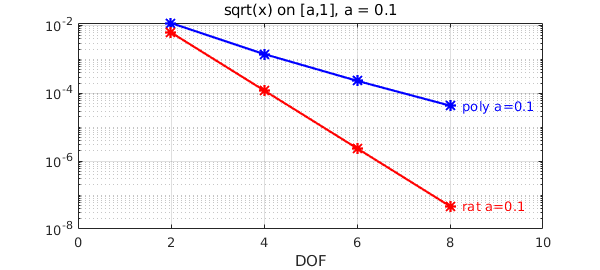 sqrt(x) on [a,1], a = 0.1
10^-2
10^-4
10^-6
10^-8
poly a=0.1
rat a=0.1
0 2 4 6 8 10
DOF